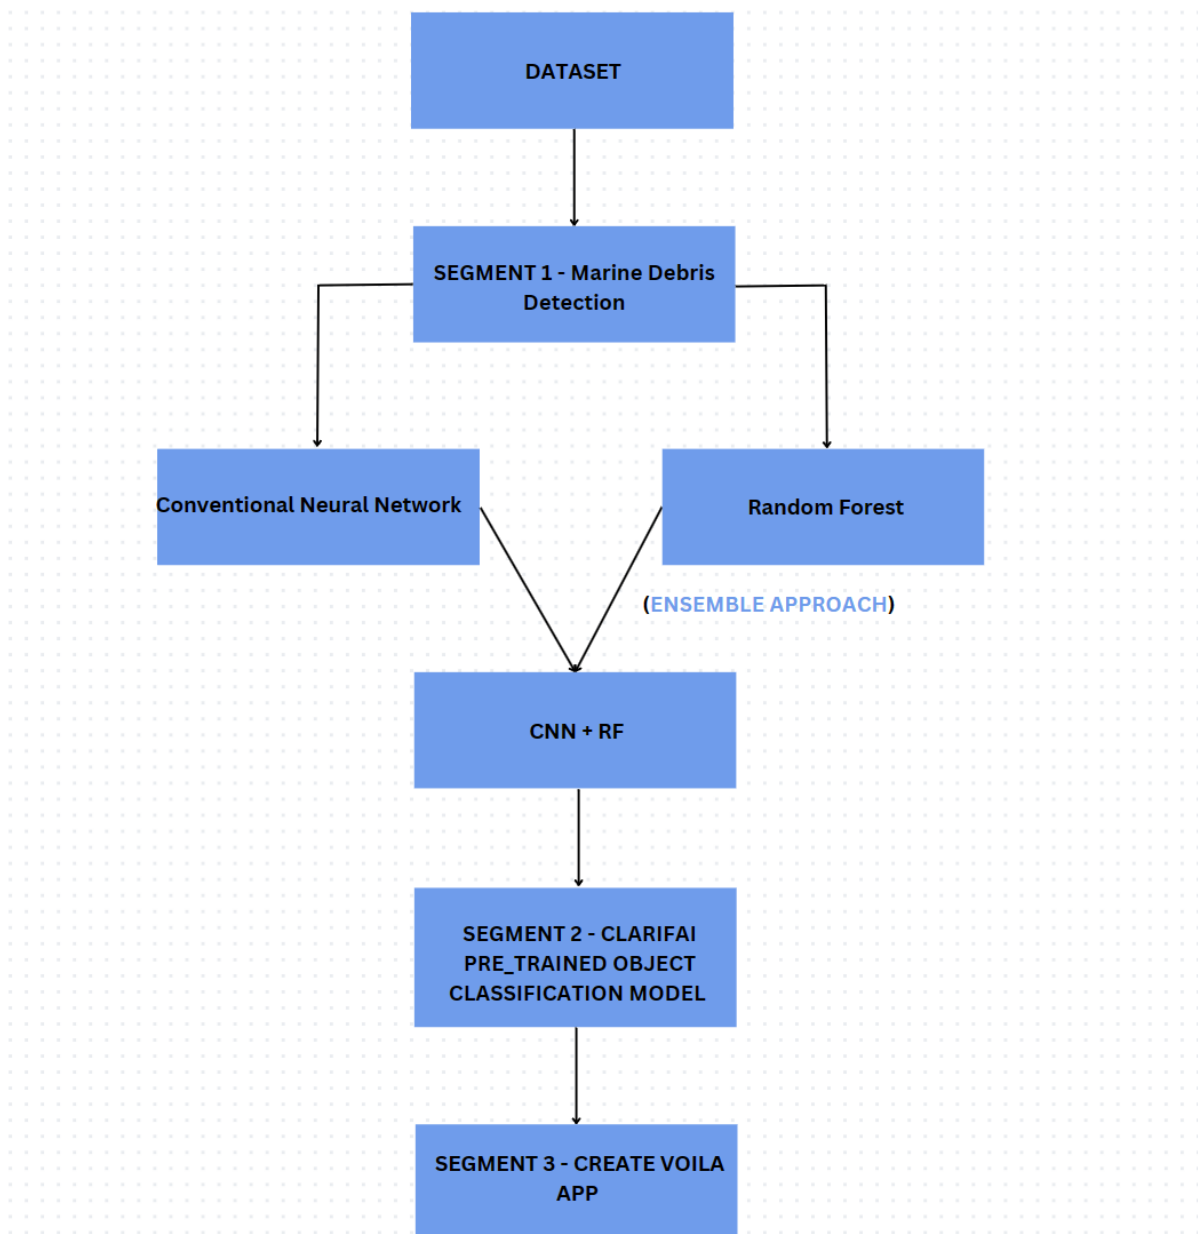 DATASET
SEGMENT 1 - Marine Debris
Detection
Conventional Neural Network
Random Forest
(ENSEMBLE APPROACH)
CNN + RF
SEGMENT 2 - CLARIFAI
PRE_TRAINED OBJECT
CLASSIFICATION MODEL
SEGMENT 3 - CREATE VOILA
APP